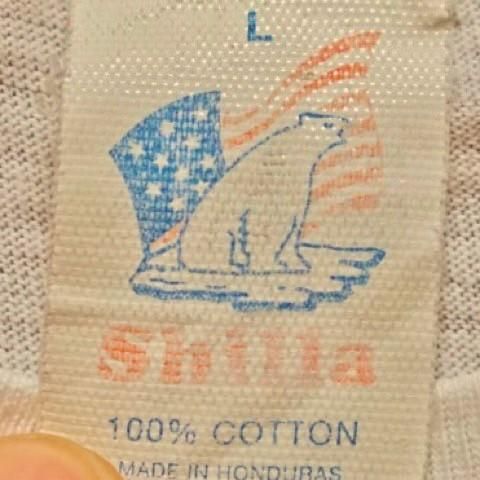 L
Shilla
100% COTTON
MADE IN HONDURAS